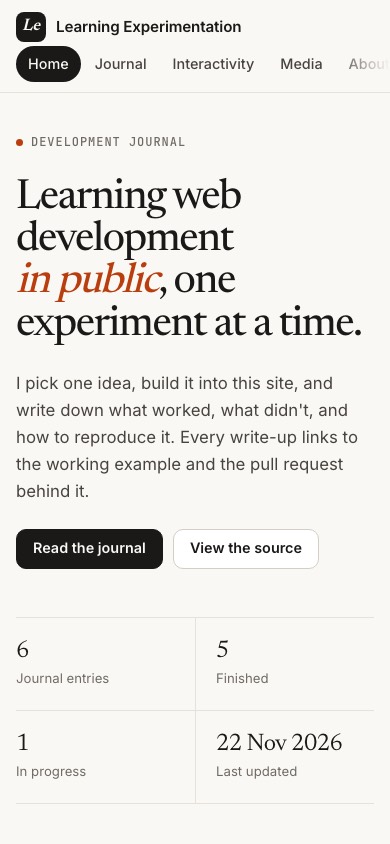 Le Learning Experimentation
Home Journal Interactivity Media About
DEVELOPMENT JOURNAL
Learning web
development
in public, one
experiment at a time.
I pick one idea, build it into this site, and
write down what worked, what didn't, and
how to reproduce it. Every write-up links to
the working example and the pull request
behind it.
Read the journal View the source
6 5
Journal entries Finished
1 22 Nov 2026
In progress Last updated